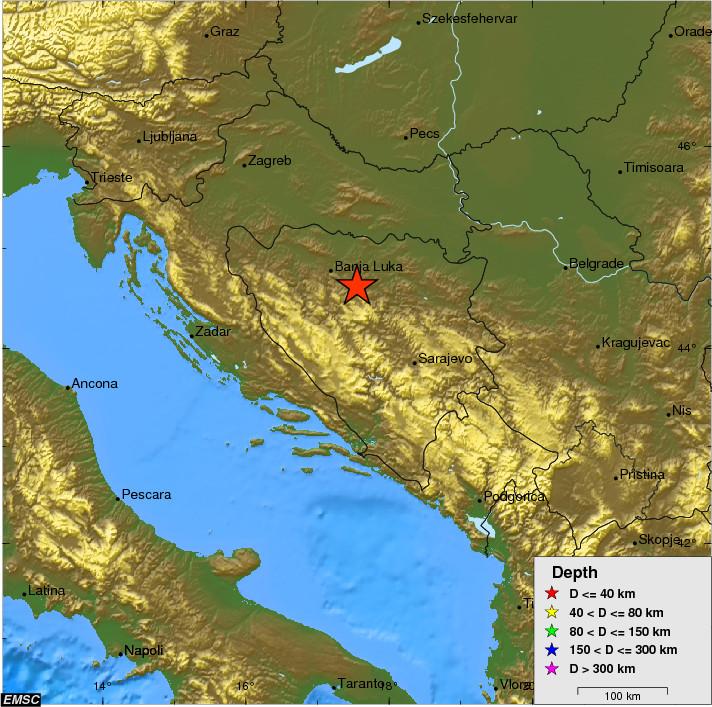 Szekesfehervar
Graz
Orade
Ljubljana
Pecs
46°
Zagreb
Timisoara
Trieste
Banja Luka
Belgrade
Zadar
Kragujevac
44°
Sarajevo
Ancona
Nis
Pristina
Pescara
Podgorica
Skopje
42°
Depth
D <= 40 km
40 < D <= 80 km
80 < D <= 150 km
150 < D <= 300 km
D > 300 km
100 km
Latina
Napoli
14°
16°
Taranto
18°
Vlore
EMSC